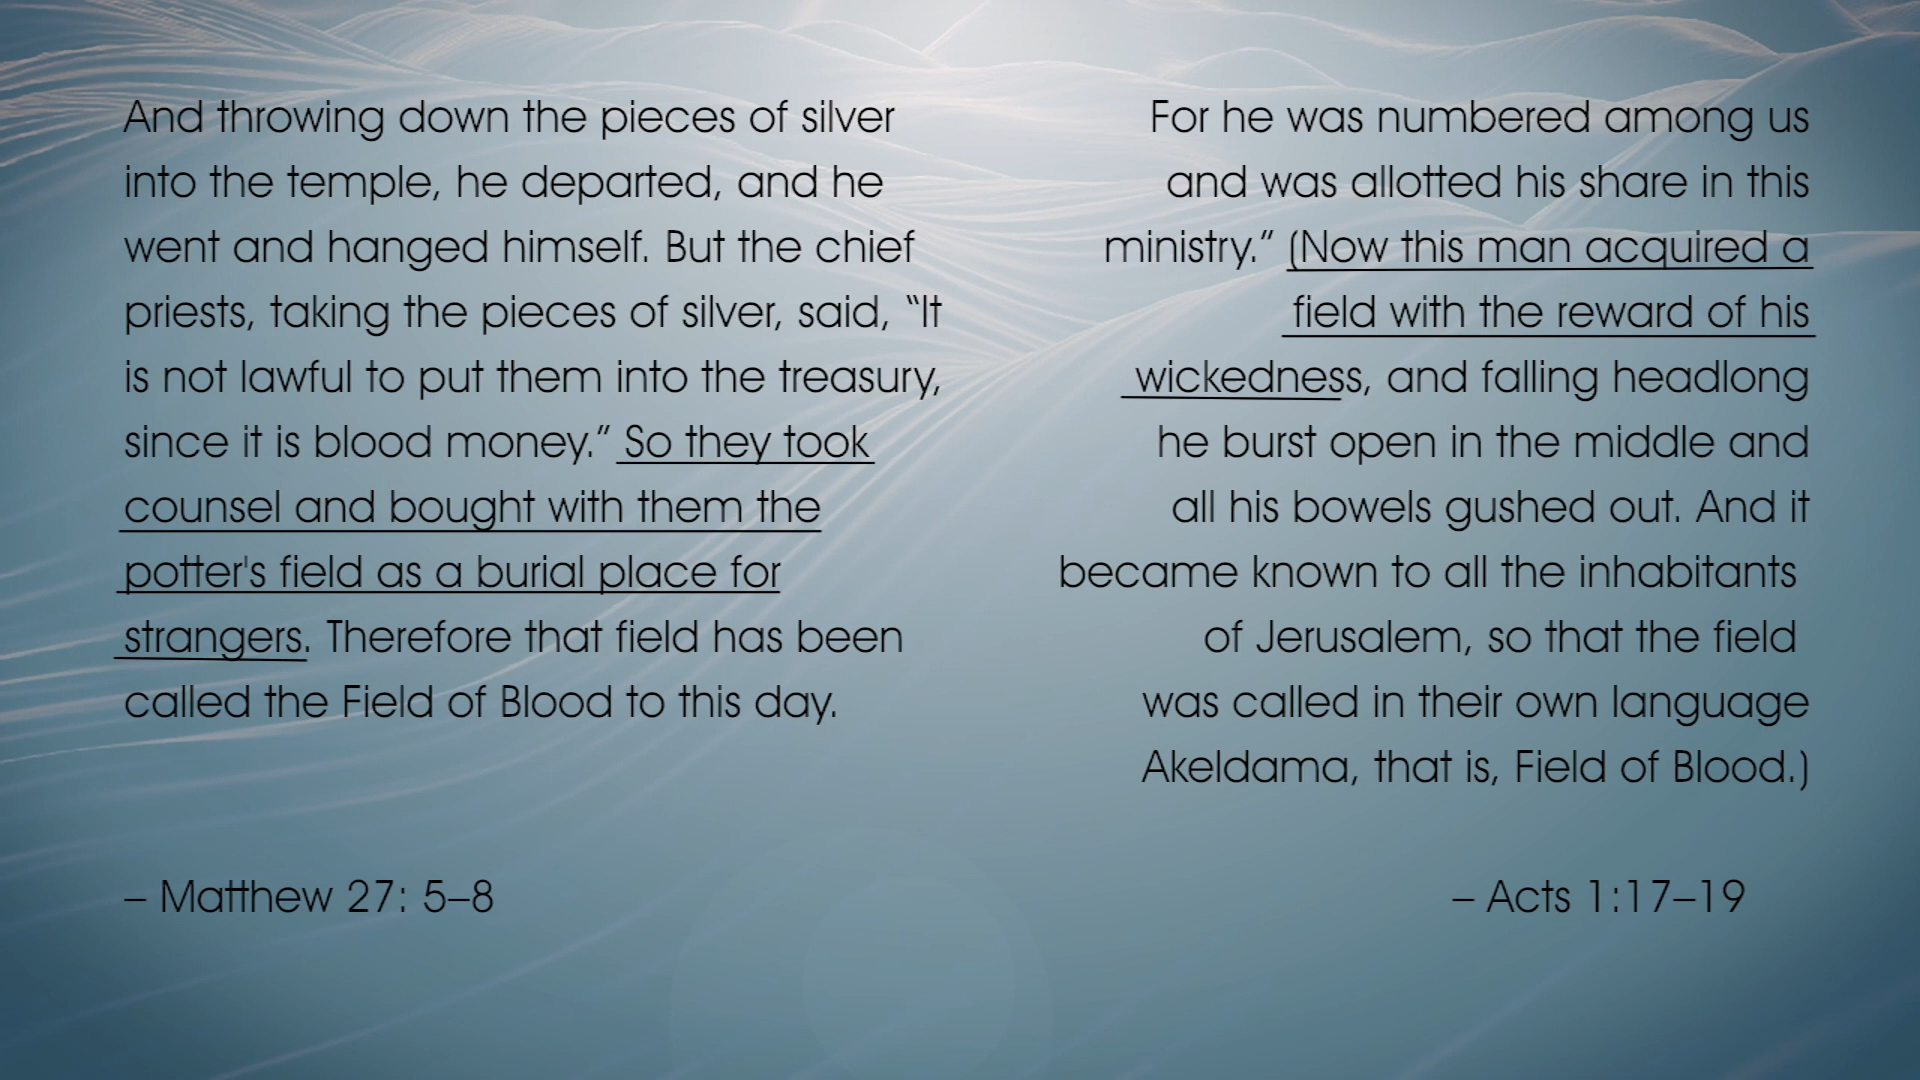 And throwing down the pieces of silver
into the temple, he departed, and he
went and hanged himself. But the chief
priests, taking the pieces of silver, said, “It
is not lawful to put them into the treasury,
since it is blood money.” So they took
counsel and bought with them the
potter's field as a burial place for
strangers. Therefore that field has been
called the Field of Blood to this day.
– Matthew 27: 5–8
For he was numbered among us
and was allotted his share in this
ministry.” (Now this man acquired a
field with the reward of his
wickedness, and falling headlong
he burst open in the middle and
all his bowels gushed out. And it
became known to all the inhabitants
of Jerusalem, so that the field
was called in their own language
Akeldama, that is, Field of Blood.)
– Acts 1:17–19